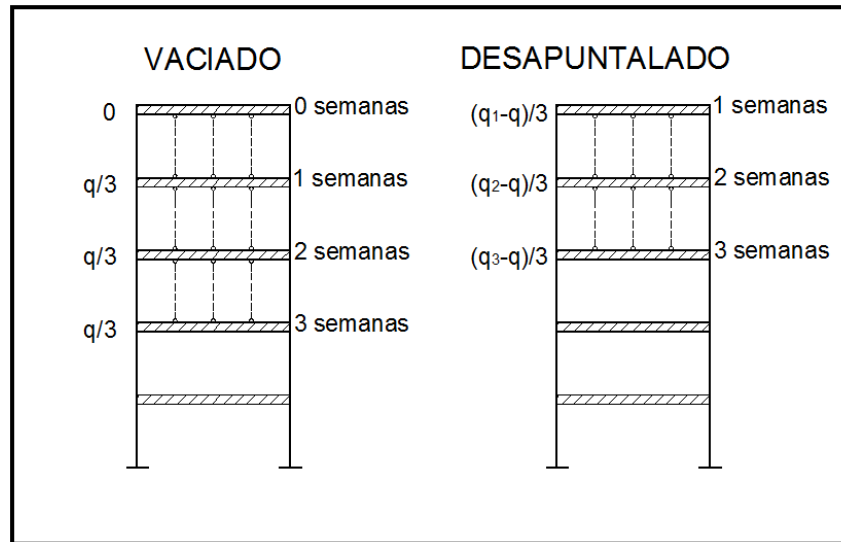 VACIADO
0
0 semanas
q/3
1 semanas
q/3
2 semanas
q/3
3 semanas
DESAPUNTALADO
(q1-q)/3
1 semanas
(q2-q)/3
2 semanas
(q3-q)/3
3 semanas